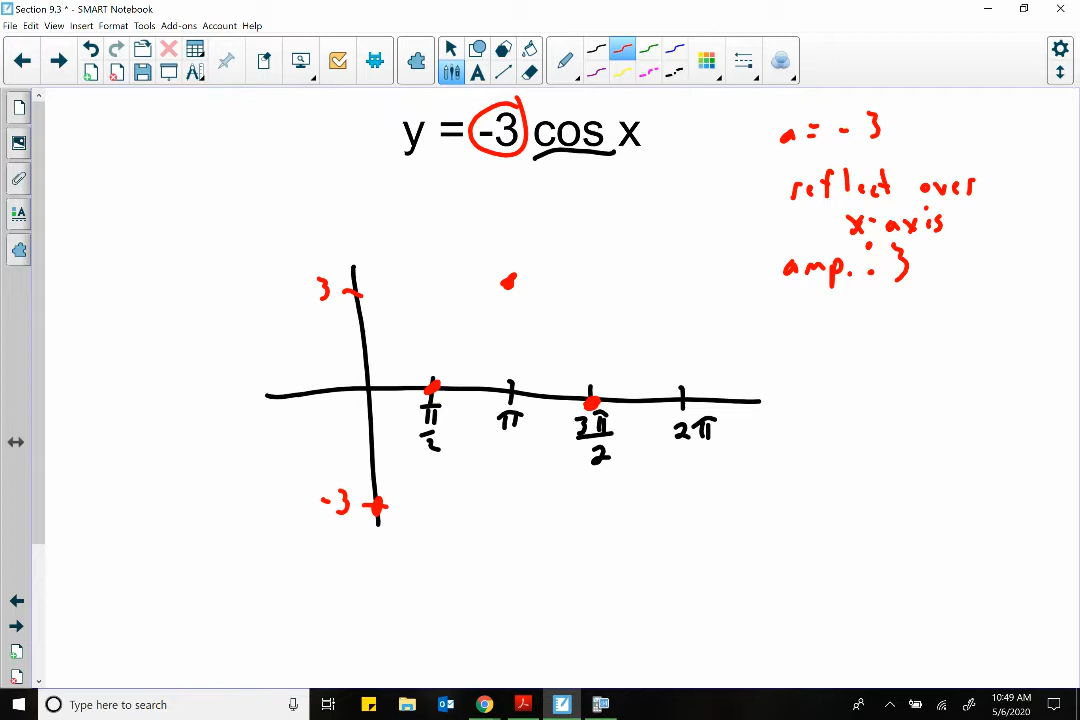 Section 9.3 * - SMART Notebook
File Edit View Insert Format Tools Add-ons Account Help
y = -3 cos x
a = - 3
reflect over
x-axis
amp. : 3
3
π/2
π
3π/2
2π
-3
Type here to search
10:49 AM
5/6/2020